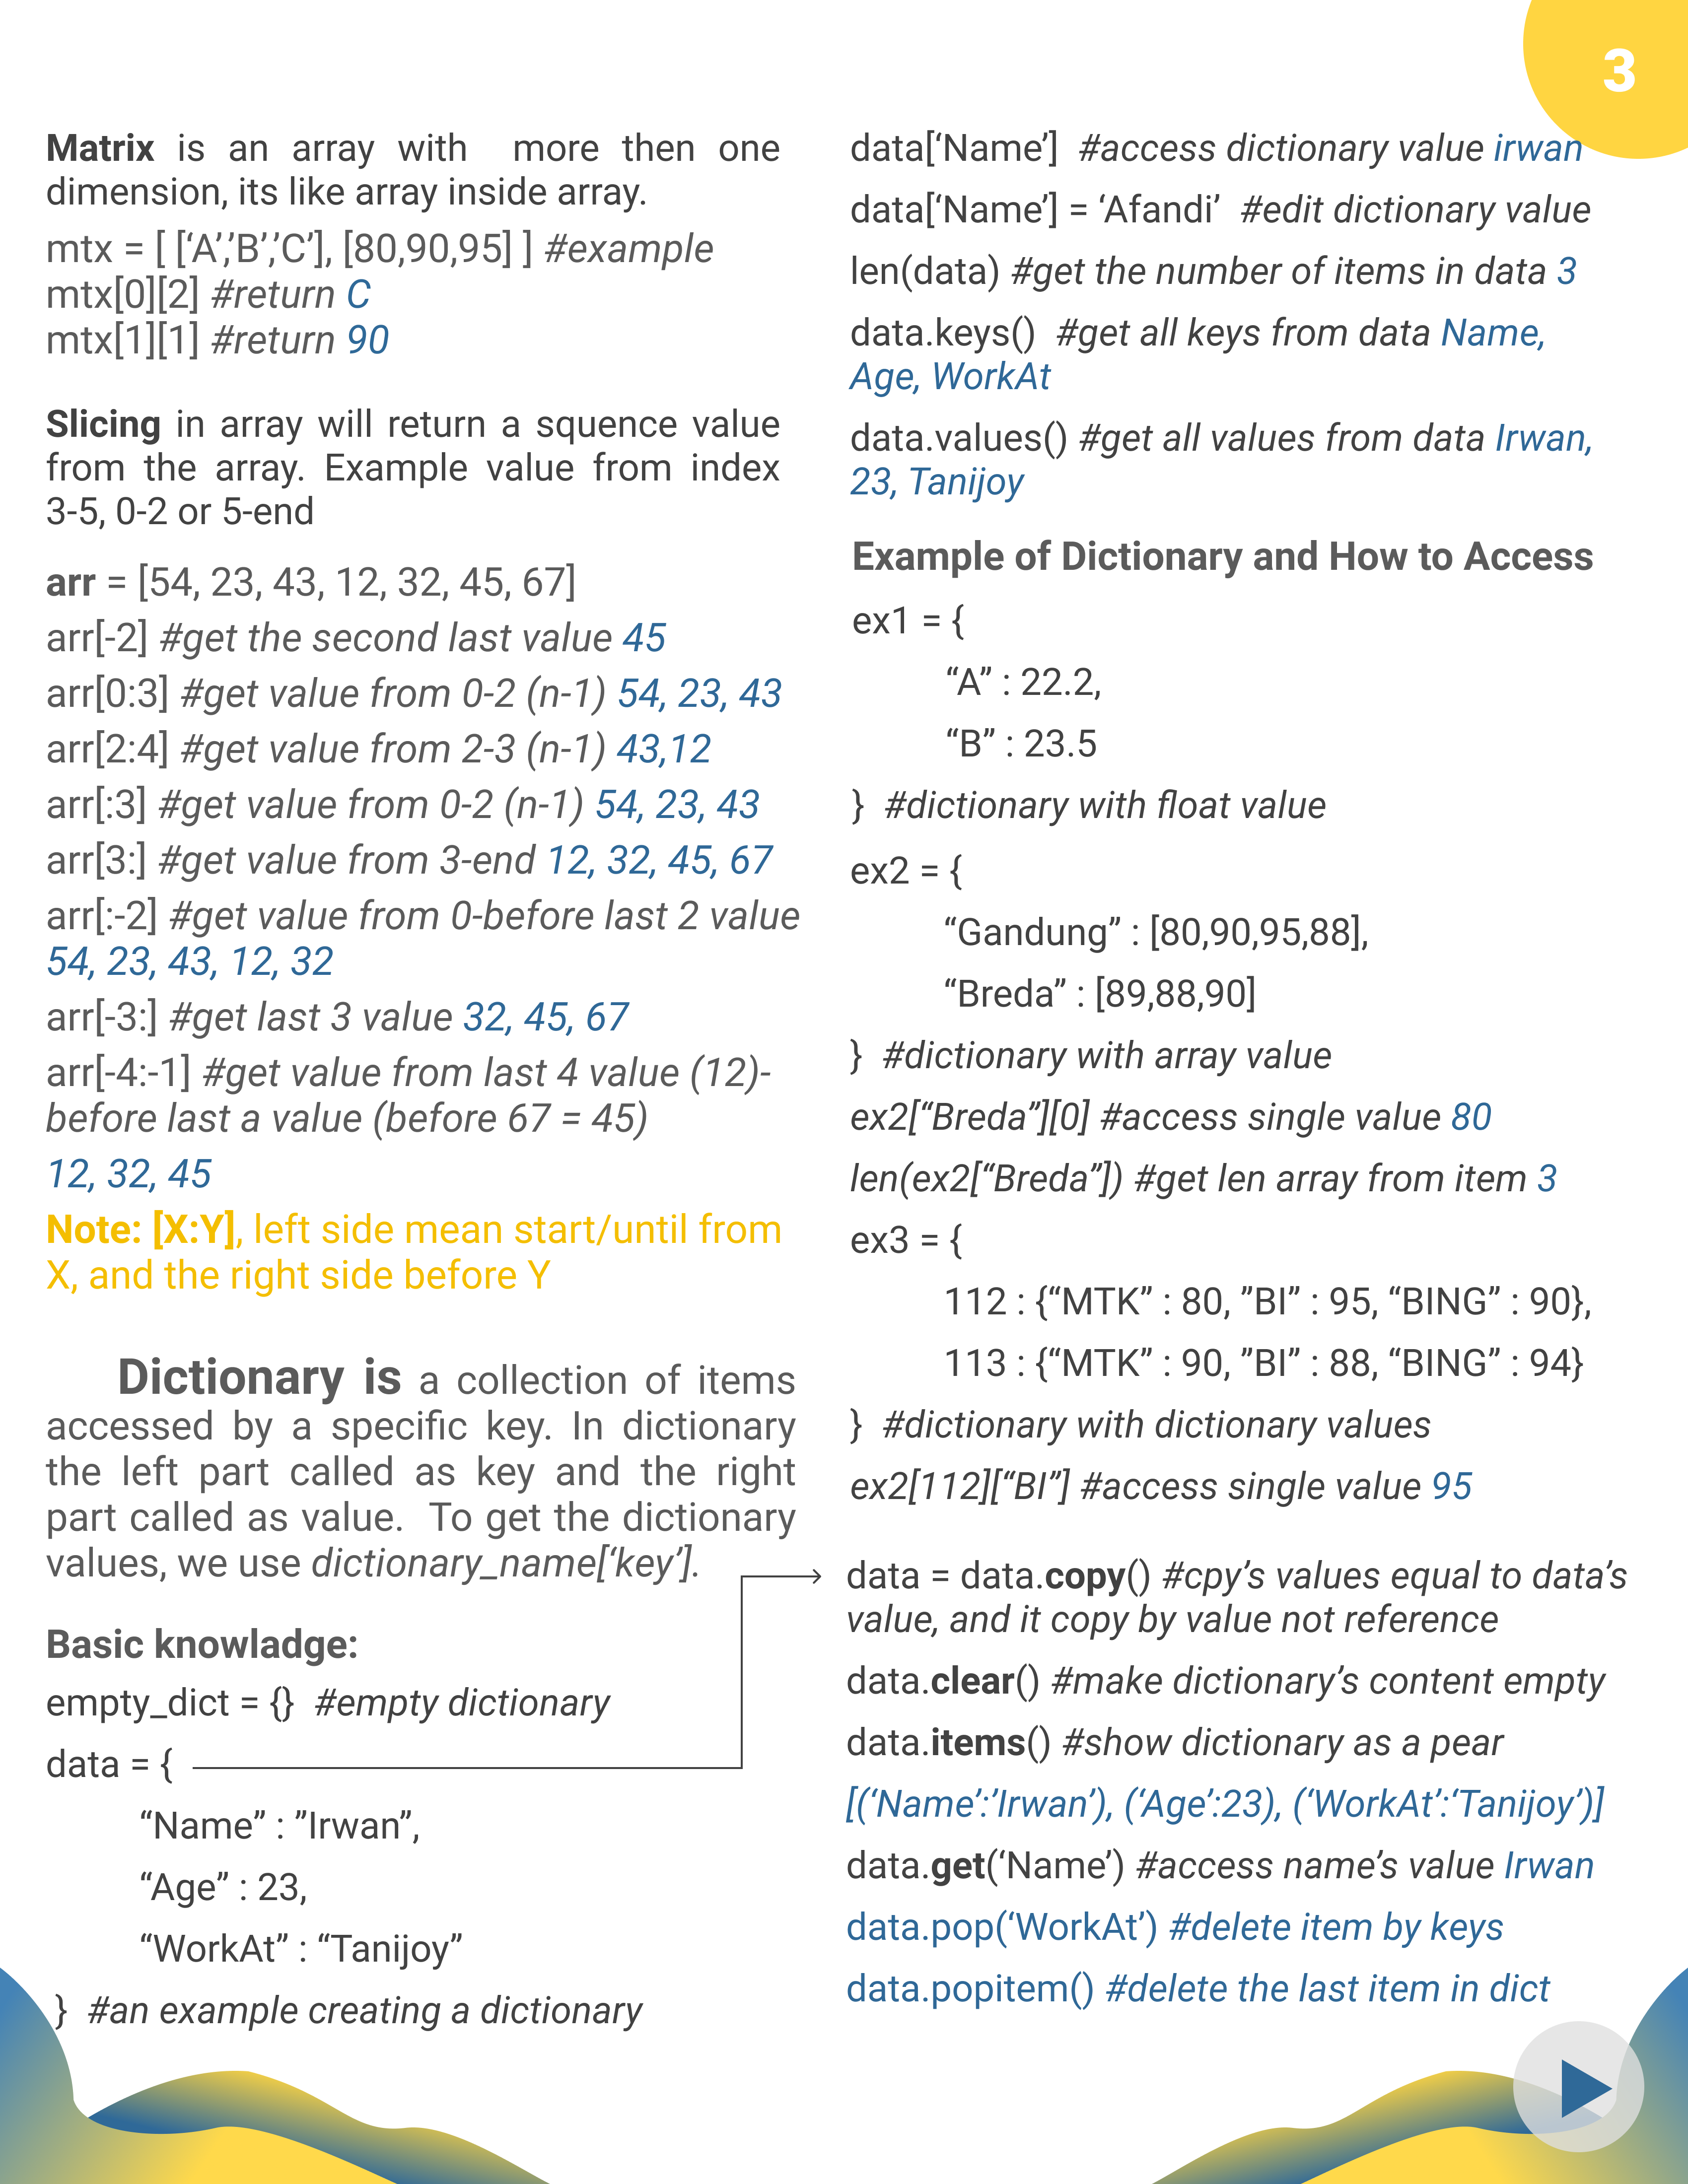 3
Matrix is an array with more then one
dimension, its like array inside array.
mtx = [ [‘A’,’B’,’C’], [80,90,95] ] #example
mtx[0][2] #return C
mtx[1][1] #return 90
Slicing in array will return a squence value
from the array. Example value from index
3-5, 0-2 or 5-end
arr = [54, 23, 43, 12, 32, 45, 67]
arr[-2] #get the second last value 45
arr[0:3] #get value from 0-2 (n-1) 54, 23, 43
arr[2:4] #get value from 2-3 (n-1) 43,12
arr[:3] #get value from 0-2 (n-1) 54, 23, 43
arr[3:] #get value from 3-end 12, 32, 45, 67
arr[:-2] #get value from 0-before last 2 value
54, 23, 43, 12, 32
arr[-3:] #get last 3 value 32, 45, 67
arr[-4:-1] #get value from last 4 value (12)-
before last a value (before 67 = 45)
12, 32, 45
Note: [X:Y], left side mean start/until from
X, and the right side before Y
Dictionary is a collection of items
accessed by a specific key. In dictionary
the left part called as key and the right
part called as value. To get the dictionary
values, we use dictionary_name[‘key’].
Basic knowladge:
empty_dict = {} #empty dictionary
data = {
“Name” : ”Irwan”,
“Age” : 23,
“WorkAt” : “Tanijoy”
} #an example creating a dictionary
data[‘Name’] #access dictionary value irwan
data[‘Name’] = ‘Afandi’ #edit dictionary value
len(data) #get the number of items in data 3
data.keys() #get all keys from data Name,
Age, WorkAt
data.values() #get all values from data Irwan,
23, Tanijoy
Example of Dictionary and How to Access
ex1 = {
“A” : 22.2,
“B” : 23.5
} #dictionary with float value
ex2 = {
“Gandung” : [80,90,95,88],
“Breda” : [89,88,90]
} #dictionary with array value
ex2[“Breda”][0] #access single value 80
len(ex2[“Breda”]) #get len array from item 3
ex3 = {
112 : {“MTK” : 80, ”BI” : 95, “BING” : 90},
113 : {“MTK” : 90, ”BI” : 88, “BING” : 94}
} #dictionary with dictionary values
ex2[112][“BI”] #access single value 95
data = data.copy() #cpy’s values equal to data’s
value, and it copy by value not reference
data.clear() #make dictionary’s content empty
data.items() #show dictionary as a pear
[(‘Name’:’Irwan’), (‘Age’:23), (‘WorkAt’:‘Tanijoy’)]
data.get(‘Name’) #access name’s value Irwan
data.pop(‘WorkAt’) #delete item by keys
data.popitem() #delete the last item in dict